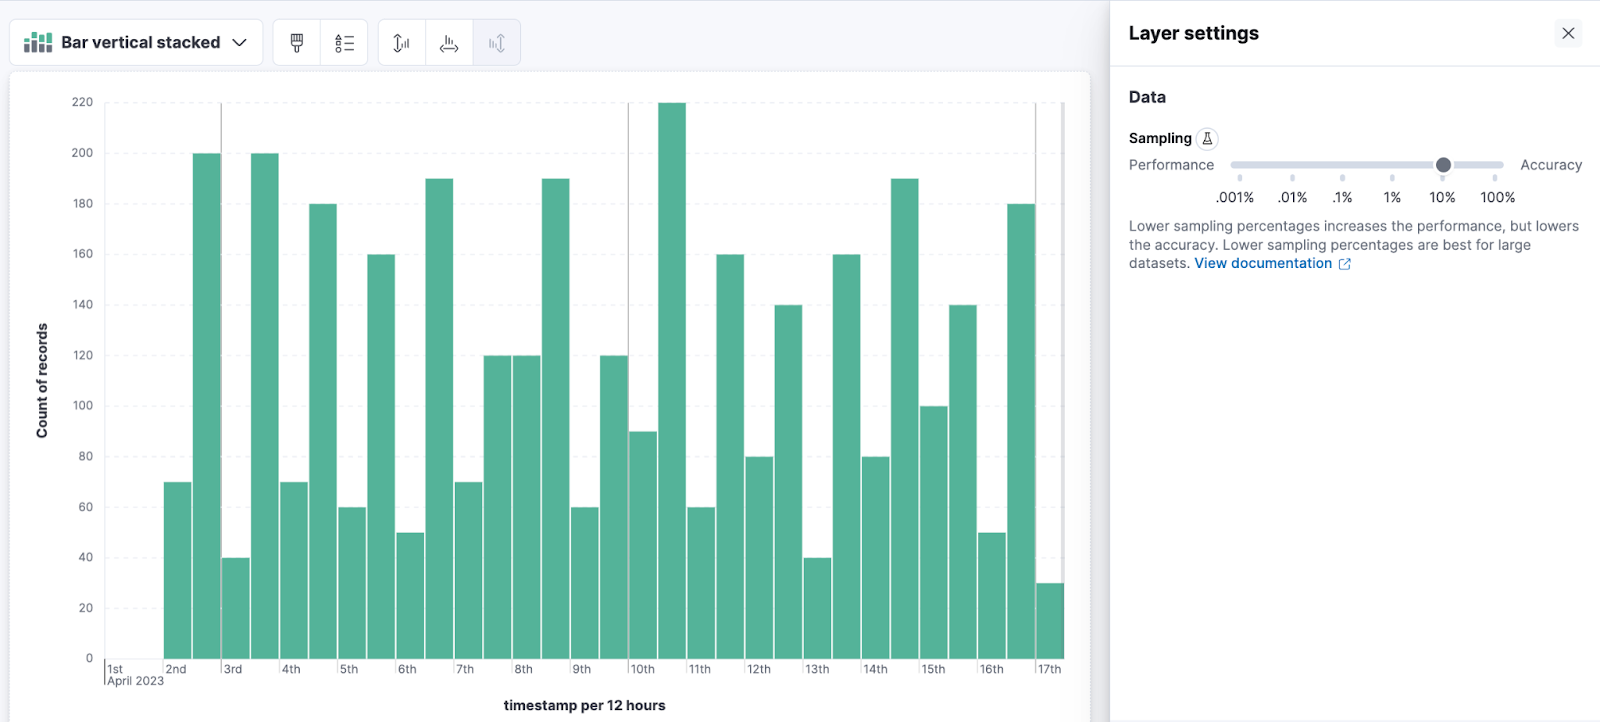 Bar vertical stacked
220
200
180
160
140
120
100
80
60
40
20
0
Count of records
1st 2nd 3rd 4th 5th 6th 7th 8th 9th 10th 11th 12th 13th 14th 15th 16th 17th
April 2023
timestamp per 12 hours
Layer settings
Data
Sampling
Performance Accuracy
.001% .01% .1% 1% 10% 100%
Lower sampling percentages increases the performance, but lowers
the accuracy. Lower sampling percentages are best for large
datasets. View documentation